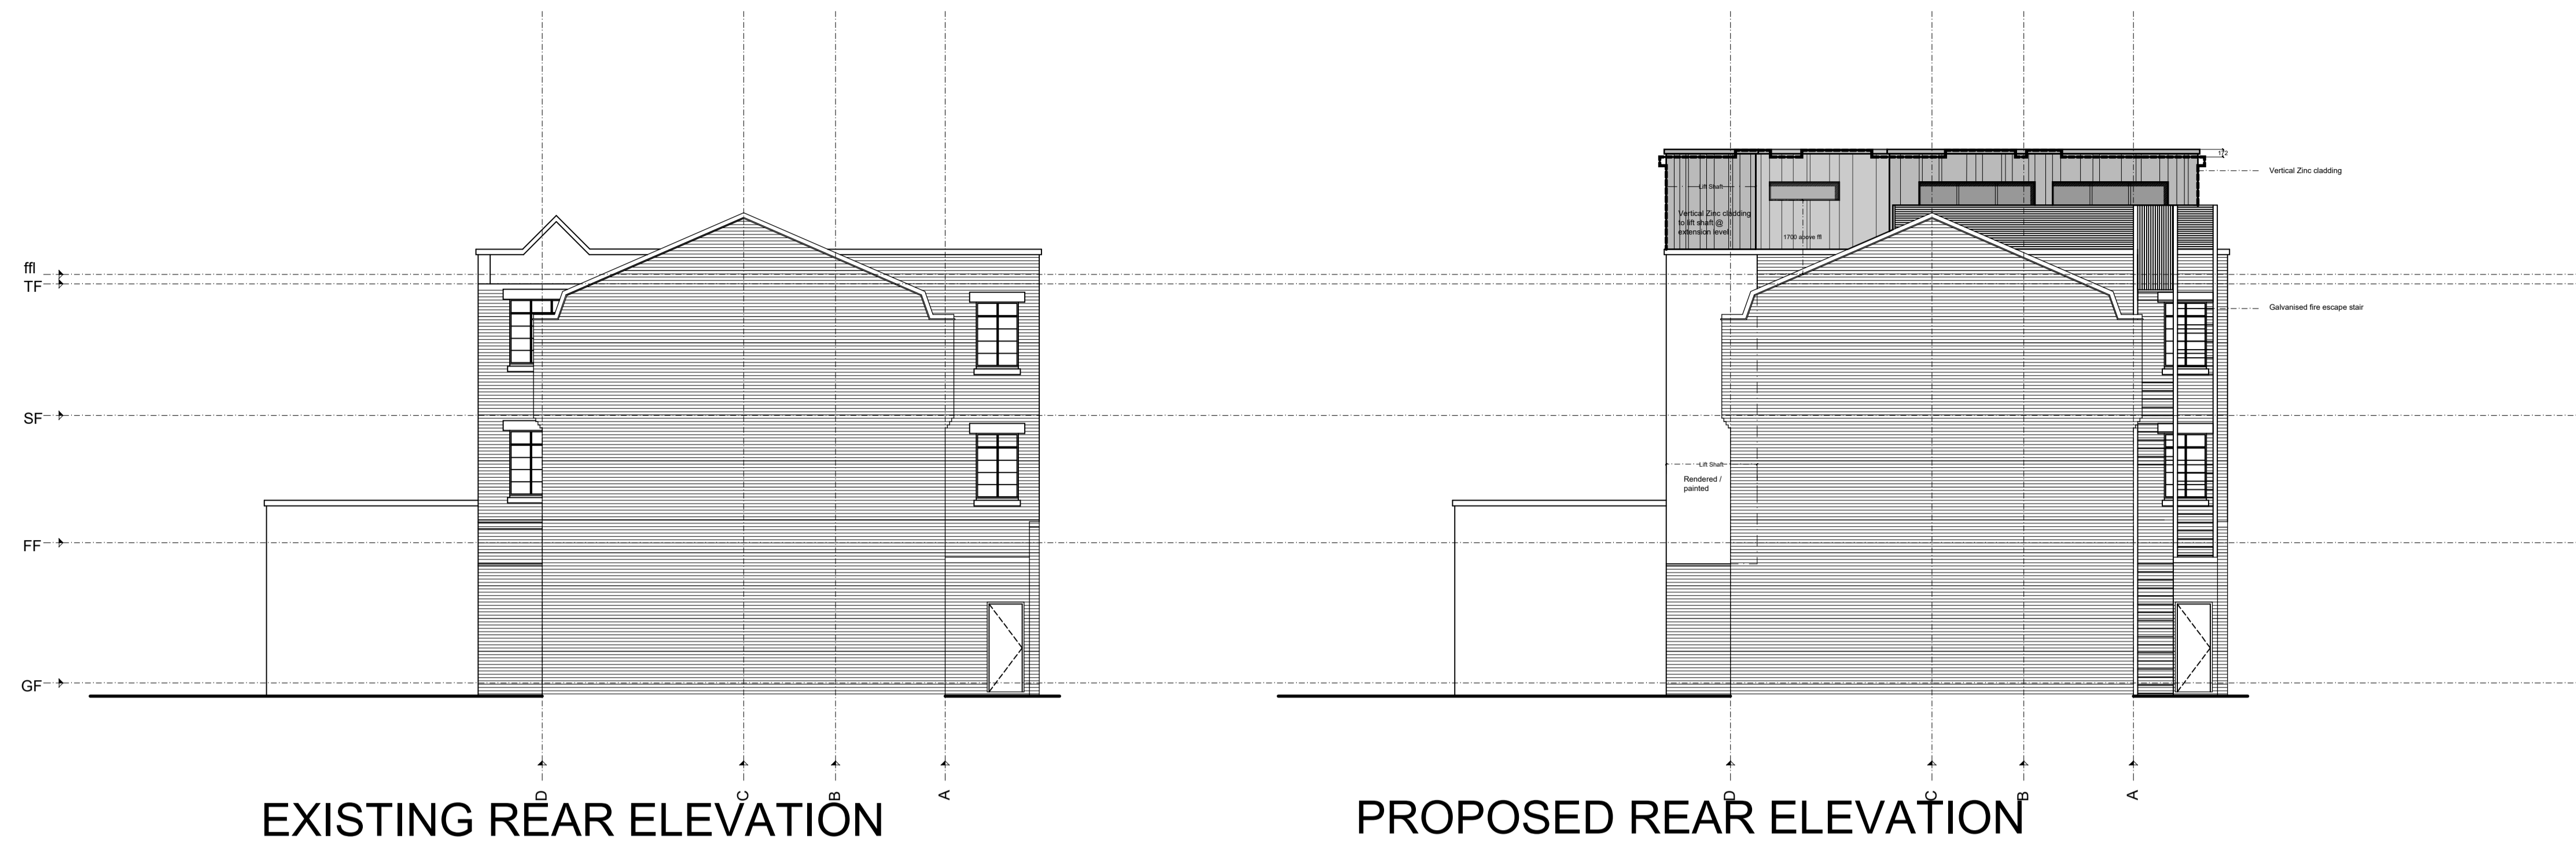 ffl
TF
SF
FF
GF
D
C
B
A
EXISTING REAR ELEVATION
172
Vertical Zinc cladding
Lift Shaft
Vertical Zinc cladding
to lift shaft @
extension level
1700 above ffl
Galvanised fire escape stair
Lift Shaft
Rendered /
painted
D
C
B
A
PROPOSED REAR ELEVATION